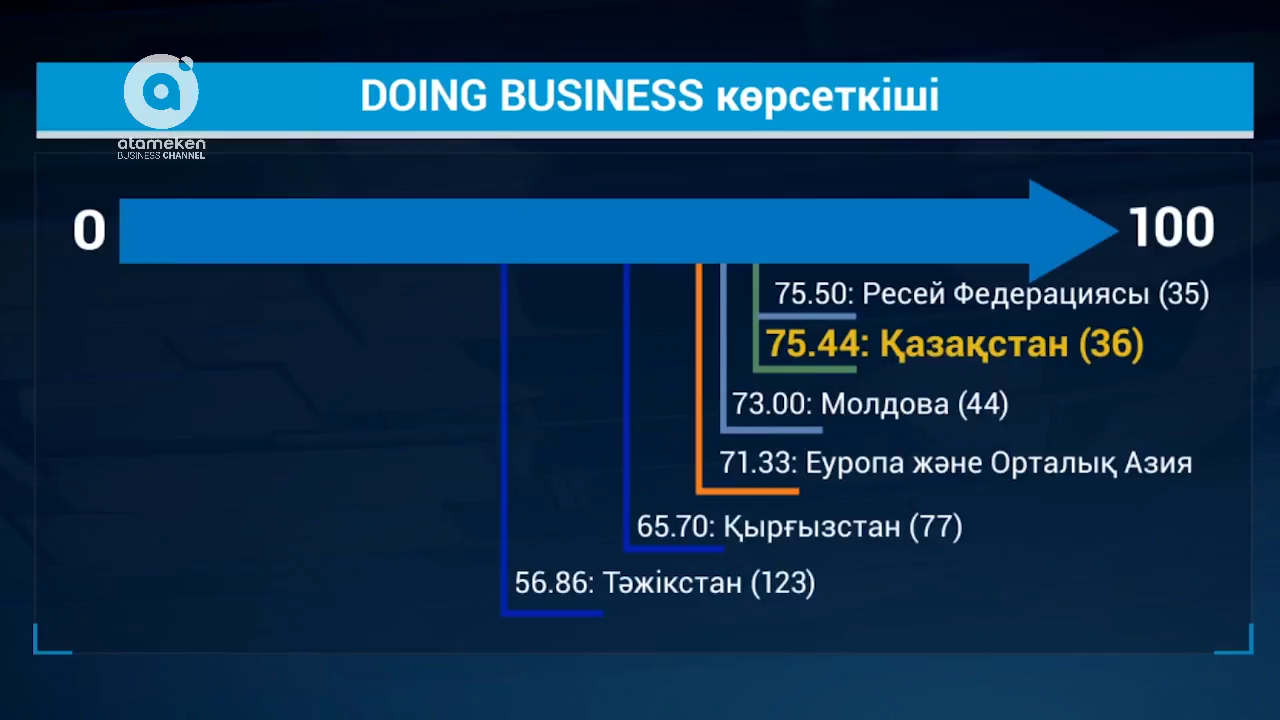 DOING BUSINESS көрсеткіші
atameken
BUSINESS CHANNEL
0
100
75.50: Ресей Федерациясы (35)
75.44: Қазақстан (36)
73.00: Молдова (44)
71.33: Еуропа және Орталық Азия
65.70: Қырғызстан (77)
56.86: Тәжікстан (123)